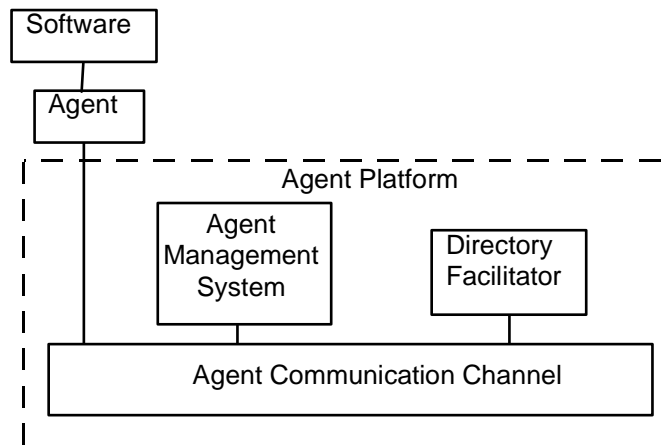 Software
Agent
Agent Platform
Agent
Management
System
Directory
Facilitator
Agent Communication Channel